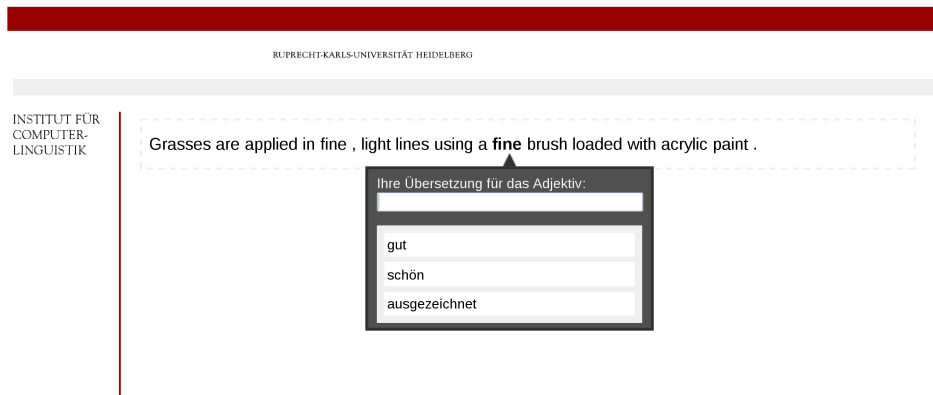 RUPRECHT-KARLS-UNIVERSITÄT HEIDELBERG
INSTITUT FÜR
COMPUTER-
LINGUISTIK
Grasses are applied in fine , light lines using a fine brush loaded with acrylic paint .
Ihre Übersetzung für das Adjektiv:
gut
schön
ausgezeichnet